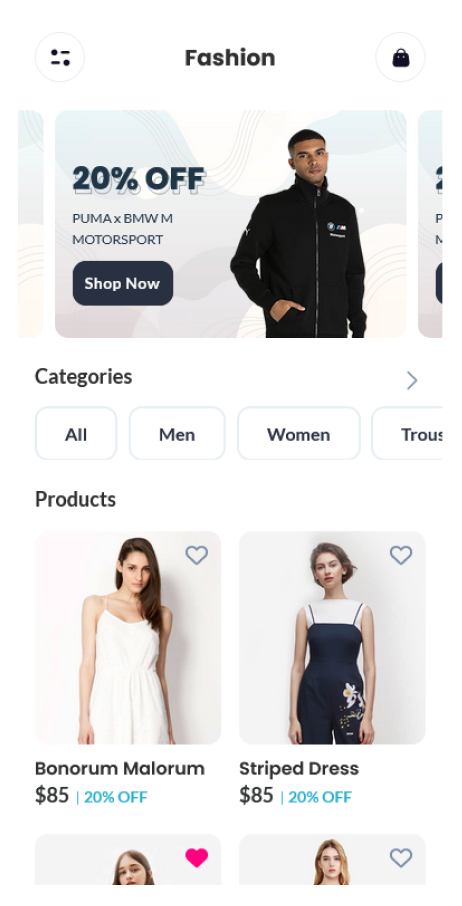 Fashion
20% OFF
PUMA x BMW M
MOTORSPORT
Shop Now
Categories
All
Men
Women
Trous
Products
Bonorum Malorum
$85 | 20% OFF
Striped Dress
$85 | 20% OFF